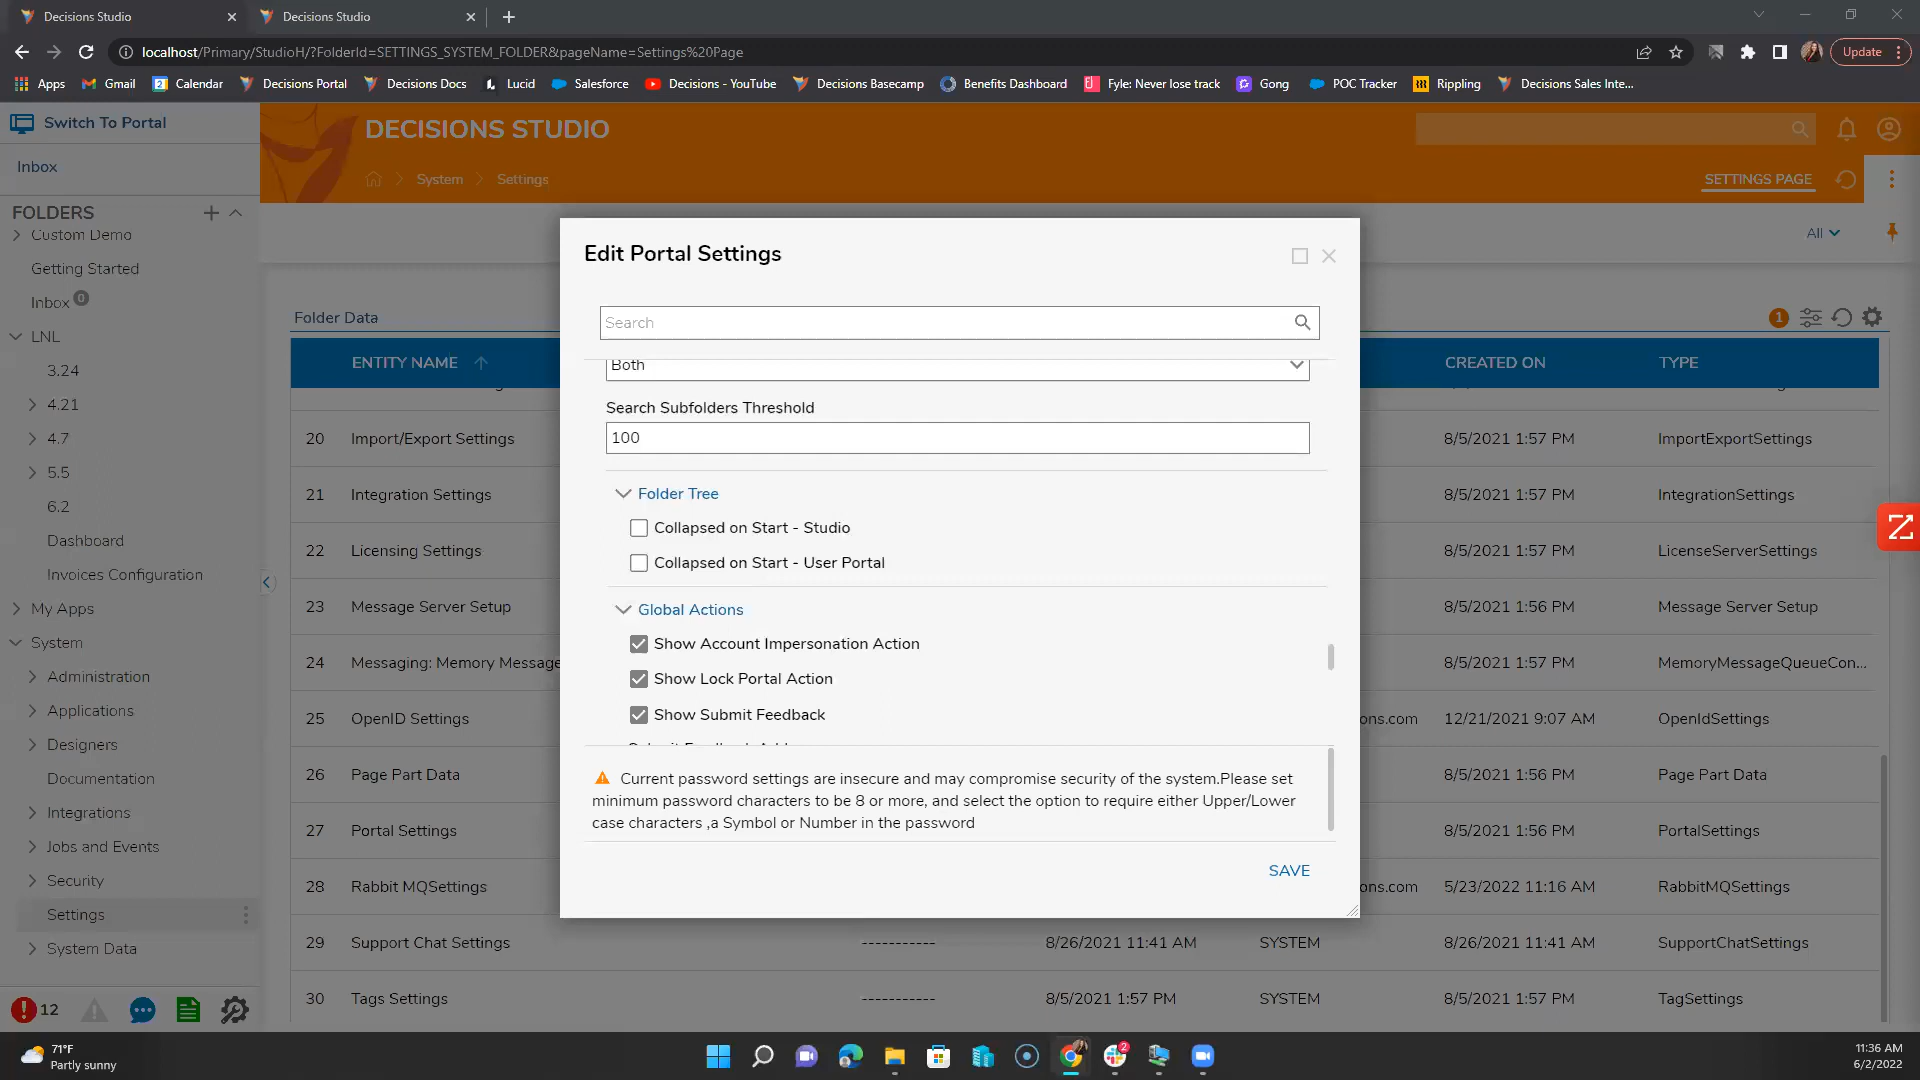 Decisions Studio
Decisions Studio
localhost/Primary/StudioH/?FolderId=SETTINGS_SYSTEM_FOLDER&pageName=Settings%20Page
Update
Apps
Gmail
Calendar
Decisions Portal
Decisions Docs
Lucid
Salesforce
Decisions - YouTube
Decisions Basecamp
Benefits Dashboard
Fyle: Never lose track
Gong
POC Tracker
Rippling
Decisions Sales Inte...
Switch To Portal
DECISIONS STUDIO
Inbox
System
Settings
SETTINGS PAGE
FOLDERS
Custom Demo
Getting Started
Inbox 0
LNL
3.24
4.21
4.7
5.5
6.2
Dashboard
Invoices Configuration
My Apps
System
Administration
Applications
Designers
Documentation
Integrations
Jobs and Events
Security
Settings
System Data
12
All
Folder Data
1
ENTITY NAME
CREATED ON
TYPE
20 Import/Export Settings 8/5/2021 1:57 PM ImportExportSettings
21 Integration Settings 8/5/2021 1:57 PM IntegrationSettings
22 Licensing Settings 8/5/2021 1:57 PM LicenseServerSettings
23 Message Server Setup 8/5/2021 1:56 PM Message Server Setup
24 Messaging: Memory Message 8/5/2021 1:57 PM MemoryMessageQueueCon...
25 OpenID Settings ons.com 12/21/2021 9:07 AM OpenIdSettings
26 Page Part Data 8/5/2021 1:56 PM Page Part Data
27 Portal Settings 8/5/2021 1:56 PM PortalSettings
28 Rabbit MQSettings ons.com 5/23/2022 11:16 AM RabbitMQSettings
29 Support Chat Settings ----------- 8/26/2021 11:41 AM SYSTEM 8/26/2021 11:41 AM SupportChatSettings
30 Tags Settings ----------- 8/5/2021 1:57 PM SYSTEM 8/5/2021 1:57 PM TagSettings
Edit Portal Settings
Search
Both
Search Subfolders Threshold
100
Folder Tree
Collapsed on Start - Studio
Collapsed on Start - User Portal
Global Actions
Show Account Impersonation Action
Show Lock Portal Action
Show Submit Feedback
Current password settings are insecure and may compromise security of the system.Please set
minimum password characters to be 8 or more, and select the option to require either Upper/Lower
case characters ,a Symbol or Number in the password
SAVE
71°F
Partly sunny
2
11:36 AM
6/2/2022